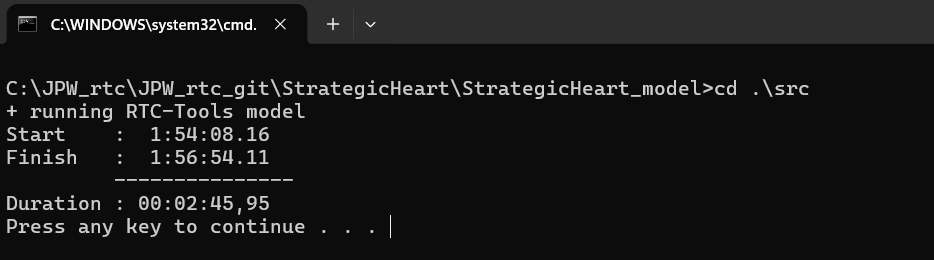 C:\WINDOWS\system32\cmd.
C:\JPW_rtc\JPW_rtc_git\StrategicHeart\StrategicHeart_model>cd .\src
+ running RTC-Tools model
Start    :  1:54:08.16
Finish   :  1:56:54.11
         ---------------
Duration : 00:02:45,95
Press any key to continue . . .